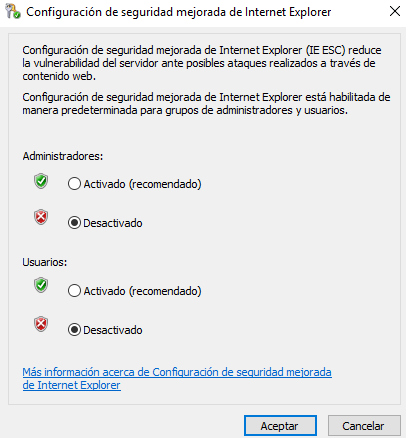 Configuración de seguridad mejorada de Internet Explorer
Configuración de seguridad mejorada de Internet Explorer (IE ESC) reduce
la vulnerabilidad del servidor ante posibles ataques realizados a través de
contenido web.
Configuración de seguridad mejorada de Internet Explorer está habilitada de
manera predeterminada para grupos de administradores y usuarios.
Administradores:
Activado (recomendado)
Desactivado
Usuarios:
Activado (recomendado)
Desactivado
Más información acerca de Configuración de seguridad mejorada
de Internet Explorer
Aceptar
Cancelar